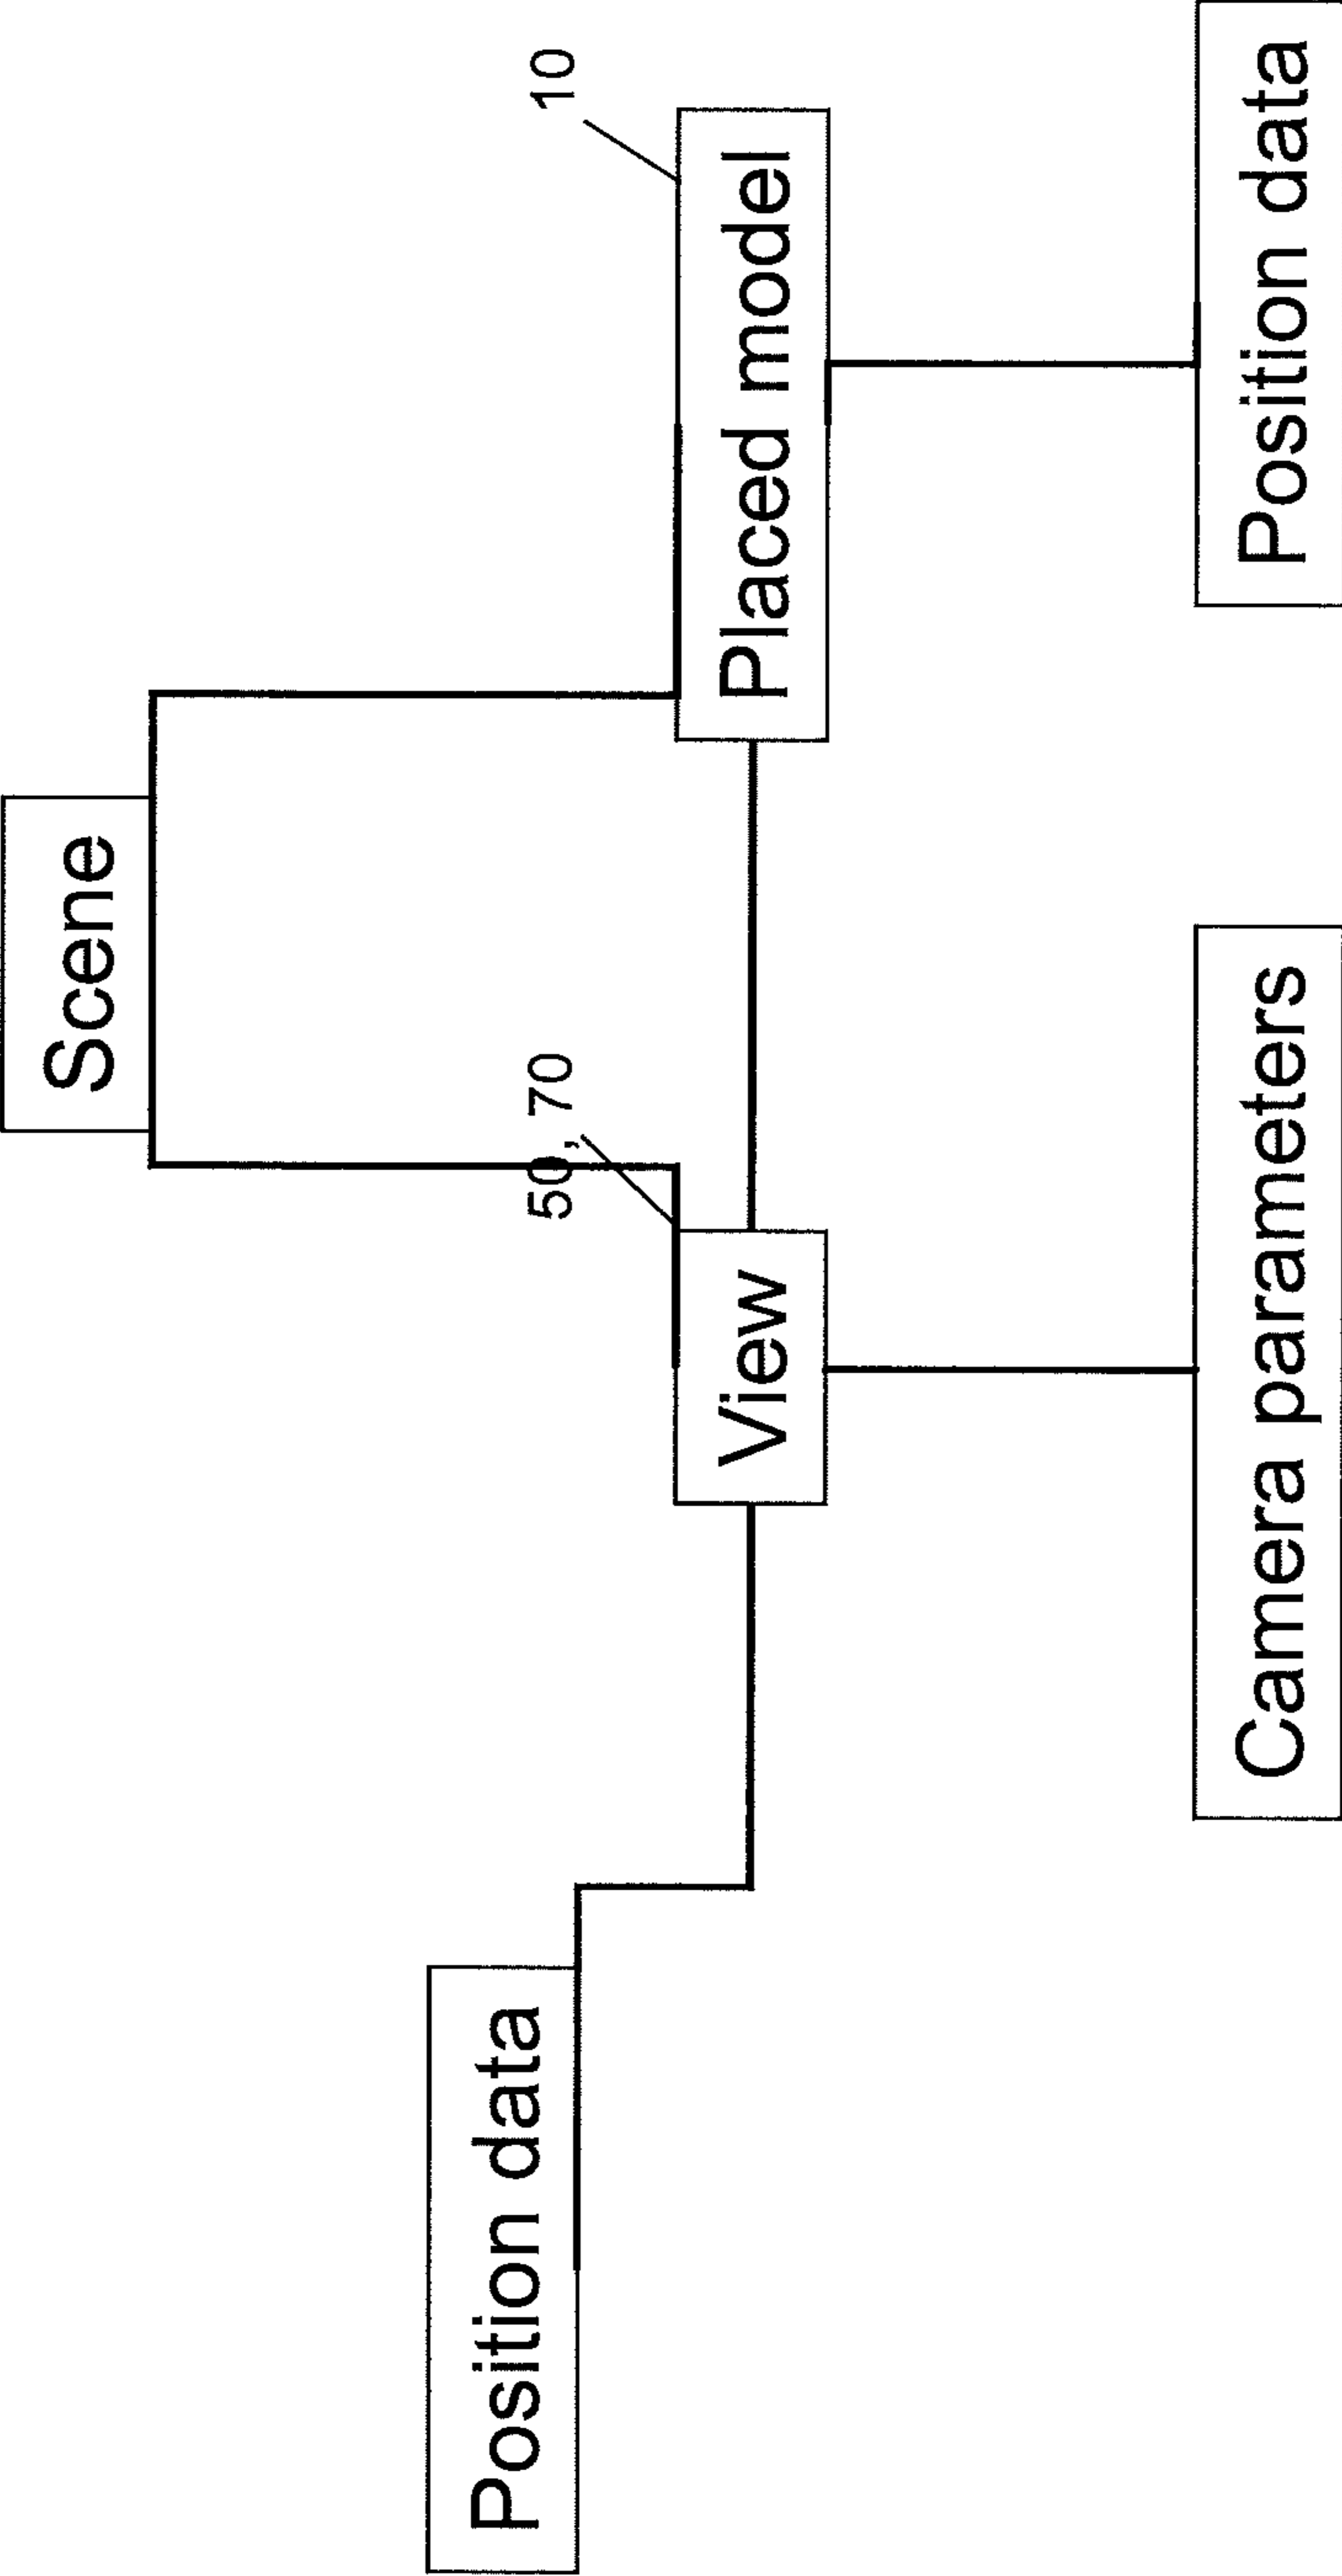 Scene
50, 70
10
Position data
View
Placed model
Camera parameters
Position data